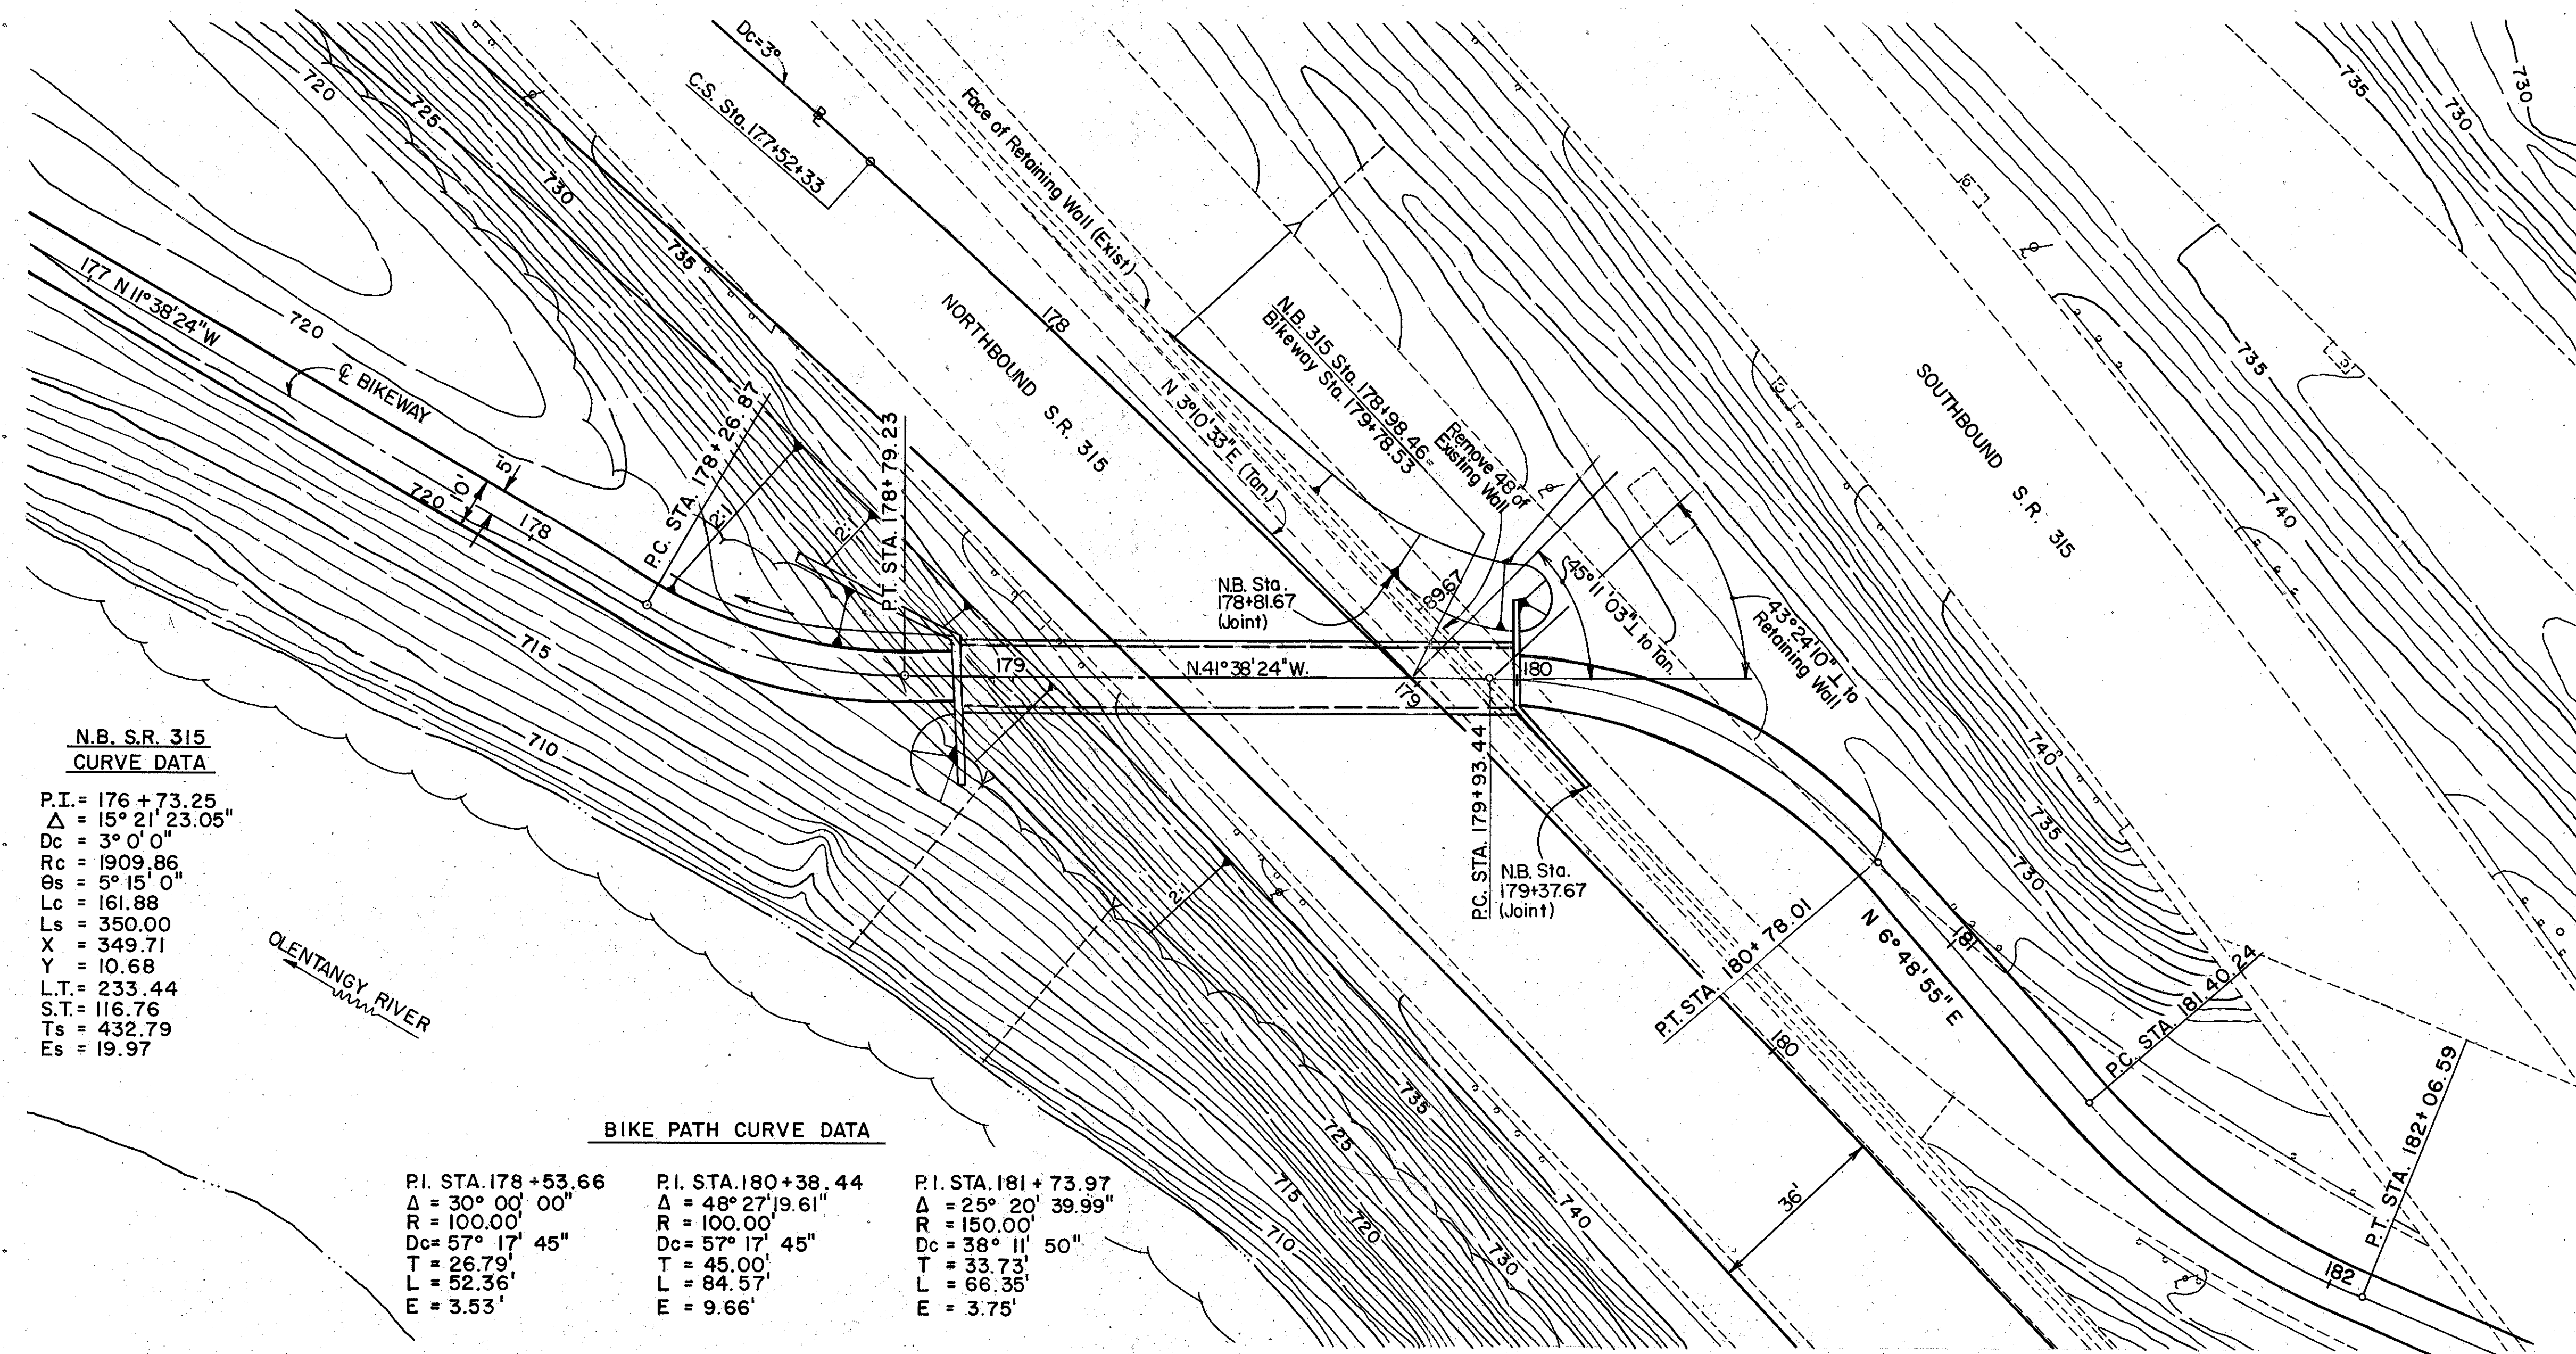 Dc=3°
C.S. Sta. 177+52+33
℄
B
Face of Retaining Wall (Exist)
720
725
730
735
735
730
730
177 N 11°38'24"W
720
℄ BIKEWAY
NORTHBOUND S.R. 315
178
N 3°10'33"E (Tan.)
N.B. 315 Sta. 178+98.46=
Bikeway Sta. 179+78.53
Remove 48' of
Existing Wall
SOUTHBOUND S.R. 315
735
740
P.C. STA. 178+26.87
P.T. STA. 178+79.23
2:1
2:1
5'
10'
720
178
N.B. Sta.
178+81.67
(Joint)
89.67
45°11'03"⊥ to Tan.
43°24'10"⊥ to
Retaining Wall
179
N.41°38'24"W.
179
180
715
710
P.C. STA. 179+93.44
N.B. Sta.
179+37.67
(Joint)
740
735
730
2:1
P.T. STA. 180+78.01
N 6°48'55" E
181
P.C. STA. 181+40.24
180
P.T. STA. 182+06.59
182
36'
N.B. S.R. 315
CURVE DATA
P.I.= 176+73.25
Δ = 15° 21' 23.05"
Dc = 3° 0' 0"
Rc = 1909.86
θs = 5° 15' 0"
Lc = 161.88
Ls = 350.00
X = 349.71
Y = 10.68
L.T.= 233.44
S.T.= 116.76
Ts = 432.79
Es = 19.97
OLENTANGY RIVER
735
725
715
720
710
730
740
BIKE PATH CURVE DATA
P.I. STA.178+53.66
Δ = 30° 00' 00"
R = 100.00'
Dc= 57° 17' 45"
T = 26.79'
L = 52.36'
E = 3.53'
P.I. STA.180+38.44
Δ = 48° 27' 19.61"
R = 100.00'
Dc= 57° 17' 45"
T = 45.00'
L = 84.57'
E = 9.66'
P.I. STA.181+73.97
Δ = 25° 20' 39.99"
R = 150.00'
Dc = 38° 11' 50"
T = 33.73'
L = 66.35'
E = 3.75'